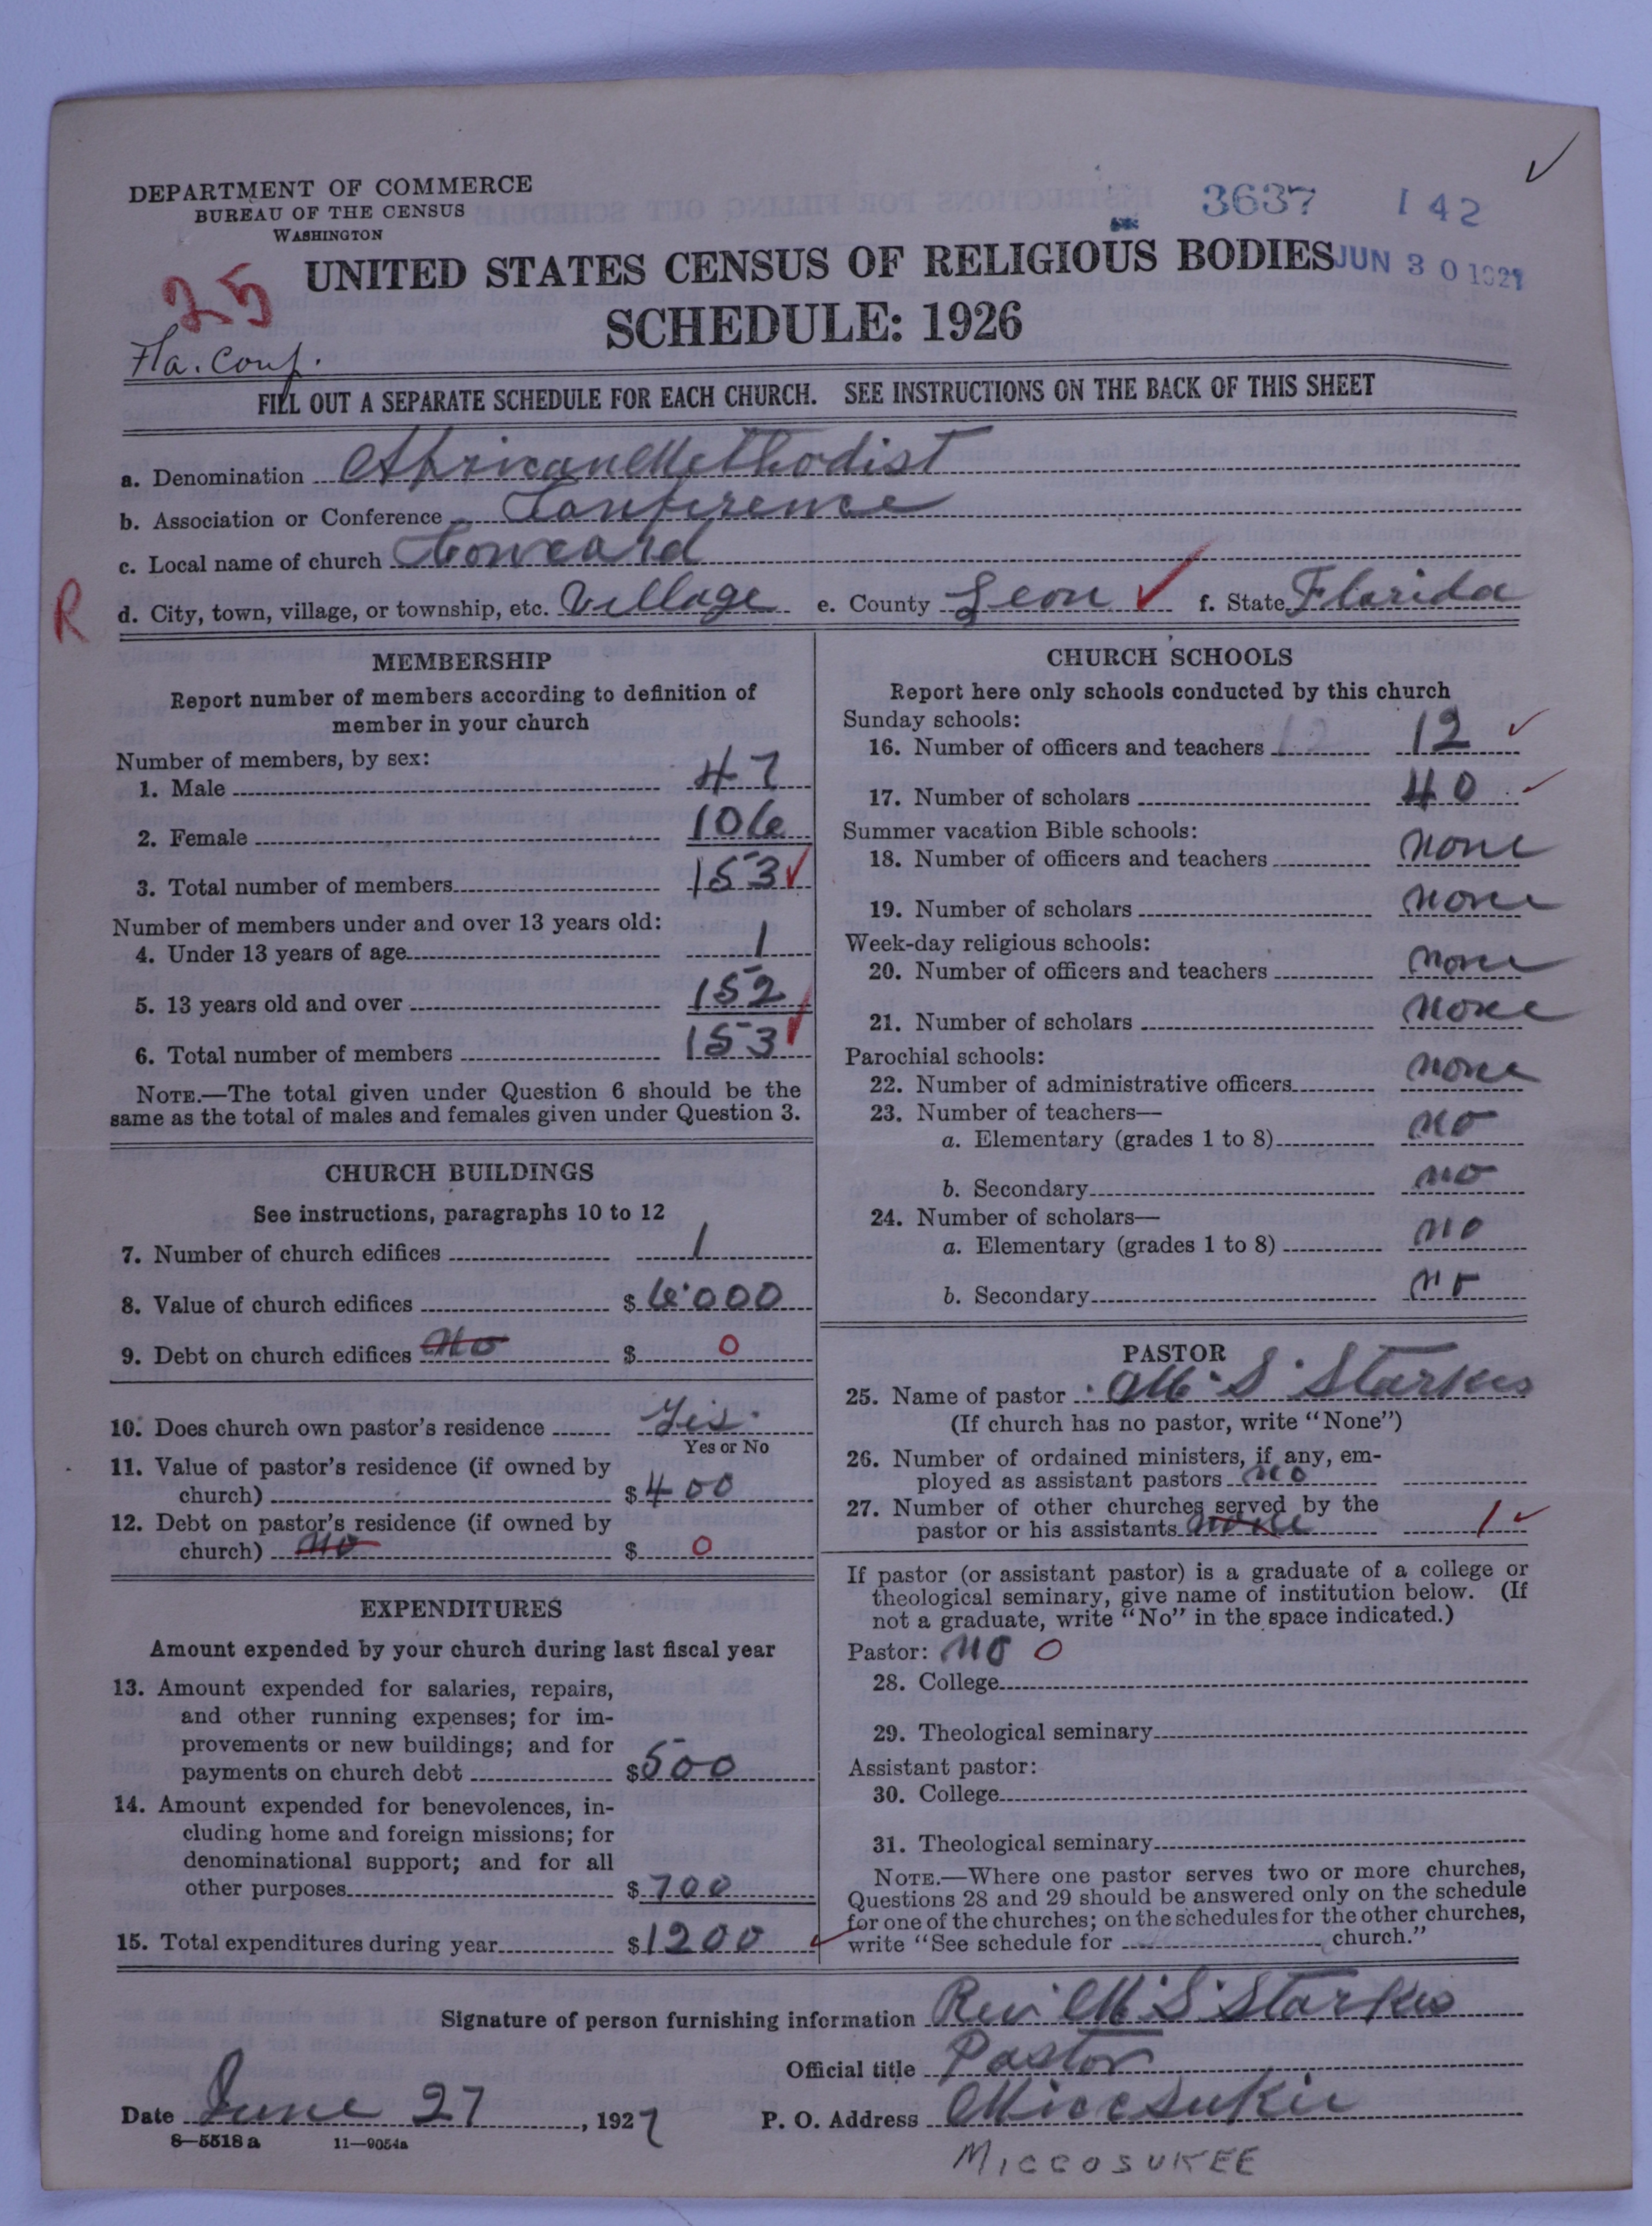 DEPARTMENT OF COMMERCE
BUREAU OF THE CENSUS
WASHINGTON
3637 142
25
UNITED STATES CENSUS OF RELIGIOUS BODIES JUN 30 1927
SCHEDULE: 1926
Fla. Conf.
FILL OUT A SEPARATE SCHEDULE FOR EACH CHURCH. SEE INSTRUCTIONS ON THE BACK OF THIS SHEET
a. Denomination African Methodist
b. Association or Conference Conference
c. Local name of church Concord
R d. City, town, village, or township, etc. Village e. County Leon f. State Florida
MEMBERSHIP
Report number of members according to definition of
member in your church
Number of members, by sex:
1. Male 47
2. Female 106
3. Total number of members 153
Number of members under and over 13 years old:
4. Under 13 years of age 1
5. 13 years old and over 152
6. Total number of members 153
NOTE.—The total given under Question 6 should be the
same as the total of males and females given under Question 3.
CHURCH BUILDINGS
See instructions, paragraphs 10 to 12
7. Number of church edifices 1
8. Value of church edifices $ 6000
9. Debt on church edifices no $ 0
10. Does church own pastor's residence Yes
Yes or No
11. Value of pastor's residence (if owned by
church) $ 400
12. Debt on pastor's residence (if owned by
church) no $ 0
EXPENDITURES
Amount expended by your church during last fiscal year
13. Amount expended for salaries, repairs,
and other running expenses; for im-
provements or new buildings; and for
payments on church debt $ 500
14. Amount expended for benevolences, in-
cluding home and foreign missions; for
denominational support; and for all
other purposes $ 700
15. Total expenditures during year $ 1200
CHURCH SCHOOLS
Report here only schools conducted by this church
Sunday schools:
16. Number of officers and teachers 12 12
17. Number of scholars 40
Summer vacation Bible schools:
18. Number of officers and teachers none
19. Number of scholars none
Week-day religious schools:
20. Number of officers and teachers none
21. Number of scholars none
Parochial schools:
22. Number of administrative officers none
23. Number of teachers—
a. Elementary (grades 1 to 8) no
b. Secondary no
24. Number of scholars—
a. Elementary (grades 1 to 8) no
b. Secondary no
PASTOR
25. Name of pastor M. S. Starkes
(If church has no pastor, write "None")
26. Number of ordained ministers, if any, em-
ployed as assistant pastors no
27. Number of other churches served by the
pastor or his assistants none 1
If pastor (or assistant pastor) is a graduate of a college or
theological seminary, give name of institution below. (If
not a graduate, write "No" in the space indicated.)
Pastor: no 0
28. College
29. Theological seminary
Assistant pastor:
30. College
31. Theological seminary
NOTE.—Where one pastor serves two or more churches,
Questions 28 and 29 should be answered only on the schedule
for one of the churches; on the schedules for the other churches,
write "See schedule for church."
Signature of person furnishing information Rev. M. S. Starkes
Official title Pastor
Date June 27, 1927 P. O. Address Miccsukie
8—5518a 11—9054a
MICCOSUKEE